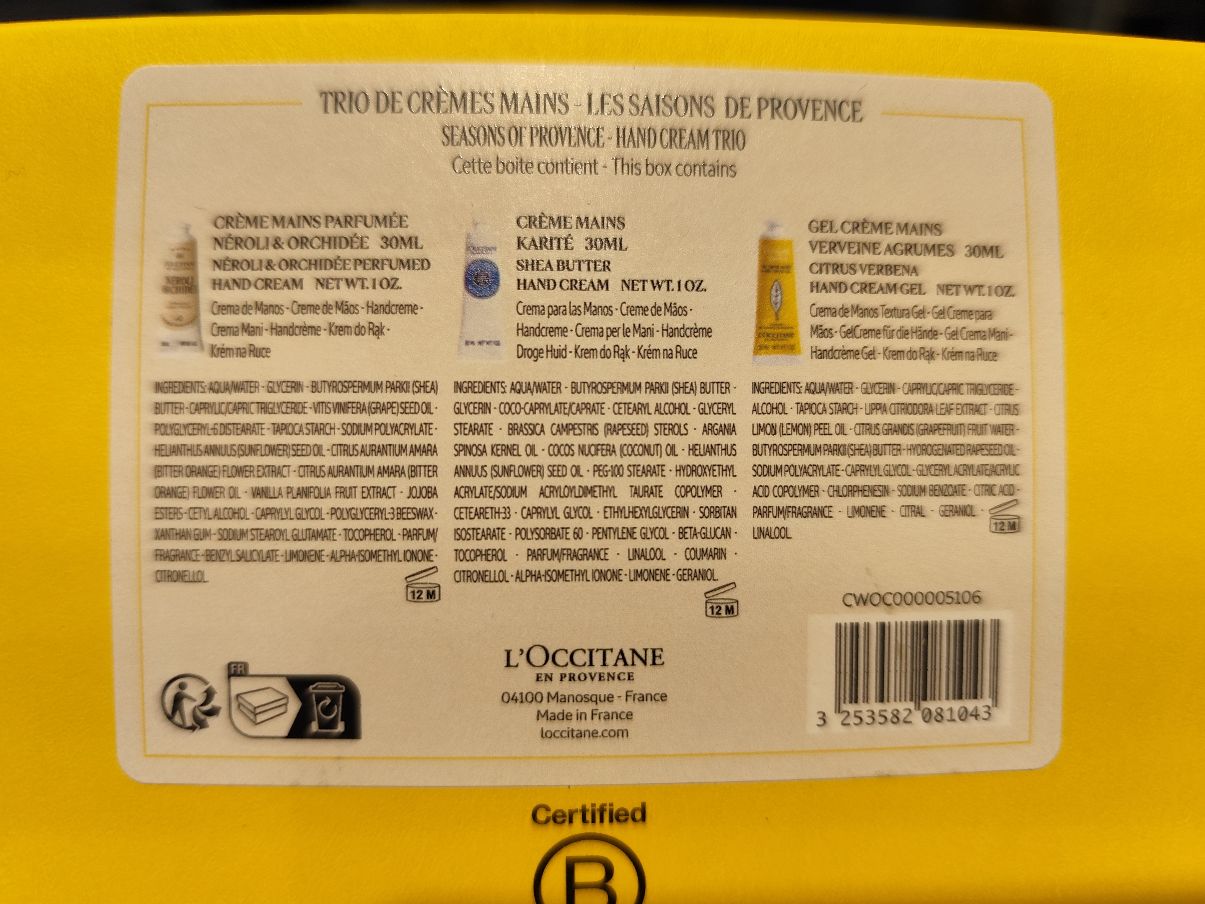 TRIO DE CRÈMES MAINS - LES SAISONS DE PROVENCE
SEASONS OF PROVENCE - HAND CREAM TRIO
Cette boite contient - This box contains
CRÈME MAINS PARFUMÉE
NÉROLI & ORCHIDÉE 30ML
NÉROLI & ORCHIDÉE PERFUMED
HAND CREAM NET WT. 1 OZ.
Crema de Manos - Creme de Mãos - Handcreme -
Crema Mani - Handcrème - Krem do Rąk -
Krém na Ruce
INGREDIENTS: AQUA/WATER - GLYCERIN - BUTYROSPERMUM PARKII (SHEA)
BUTTER - CAPRYLIC/CAPRIC TRIGLYCERIDE - VITIS VINIFERA (GRAPE) SEED OIL -
POLYGLYCERYL-6 DISTEARATE - TAPIOCA STARCH - SODIUM POLYACRYLATE -
HELIANTHUS ANNUUS (SUNFLOWER) SEED OIL - CITRUS AURANTIUM AMARA
(BITTER ORANGE) FLOWER EXTRACT - CITRUS AURANTIUM AMARA (BITTER
ORANGE) FLOWER OIL - VANILLA PLANIFOLIA FRUIT EXTRACT - JOJOBA
ESTERS - CETYL ALCOHOL - CAPRYLYL GLYCOL - POLYGLYCERYL-3 BEESWAX -
XANTHAN GUM - SODIUM STEAROYL GLUTAMATE - TOCOPHEROL - PARFUM/
FRAGRANCE - BENZYL SALICYLATE - LIMONENE - ALPHA-ISOMETHYL IONONE -
CITRONELLOL.
12 M
CRÈME MAINS
KARITÉ 30ML
SHEA BUTTER
HAND CREAM NET WT. 1 OZ.
Crema para las Manos - Creme de Mãos -
Handcreme - Crema per le Mani - Handcrème
Droge Huid - Krem do Rąk - Krém na Ruce
INGREDIENTS: AQUA/WATER - BUTYROSPERMUM PARKII (SHEA) BUTTER -
GLYCERIN - COCO-CAPRYLATE/CAPRATE - CETEARYL ALCOHOL - GLYCERYL
STEARATE - BRASSICA CAMPESTRIS (RAPESEED) STEROLS - ARGANIA
SPINOSA KERNEL OIL - COCOS NUCIFERA (COCONUT) OIL - HELIANTHUS
ANNUUS (SUNFLOWER) SEED OIL - PEG-100 STEARATE - HYDROXYETHYL
ACRYLATE/SODIUM ACRYLOYLDIMETHYL TAURATE COPOLYMER -
CETEARETH-33 - CAPRYLYL GLYCOL - ETHYLHEXYLGLYCERIN - SORBITAN
ISOSTEARATE - POLYSORBATE 60 - PENTYLENE GLYCOL - BETA-GLUCAN -
TOCOPHEROL - PARFUM/FRAGRANCE - LINALOOL - COUMARIN -
CITRONELLOL - ALPHA-ISOMETHYL IONONE - LIMONENE - GERANIOL.
12 M
GEL CRÈME MAINS
VERVEINE AGRUMES 30ML
CITRUS VERBENA
HAND CREAM GEL NET WT. 1 OZ.
Crema de Manos Textura Gel - Gel Creme para
Mãos - GelCreme für die Hände - Gel Crema Mani -
Handcrème Gel - Krem do Rąk - Krém na Ruce
INGREDIENTS: AQUA/WATER - GLYCERIN - CAPRYLIC/CAPRIC TRIGLYCERIDE -
ALCOHOL - TAPIOCA STARCH - LIPPIA CITRIODORA LEAF EXTRACT - CITRUS
LIMON (LEMON) PEEL OIL - CITRUS GRANDIS (GRAPEFRUIT) FRUIT WATER -
BUTYROSPERMUM PARKII (SHEA) BUTTER - HYDROGENATED RAPESEED OIL -
SODIUM POLYACRYLATE - CAPRYLYL GLYCOL - GLYCERYL ACRYLATE/ACRYLIC
ACID COPOLYMER - CHLORPHENESIN - SODIUM BENZOATE - CITRIC ACID -
PARFUM/FRAGRANCE - LIMONENE - CITRAL - GERANIOL -
LINALOOL.
12 M
FR
L'OCCITANE
EN PROVENCE
04100 Manosque - France
Made in France
loccitane.com
CWOC000005106
3 253582 081043
Certified
B